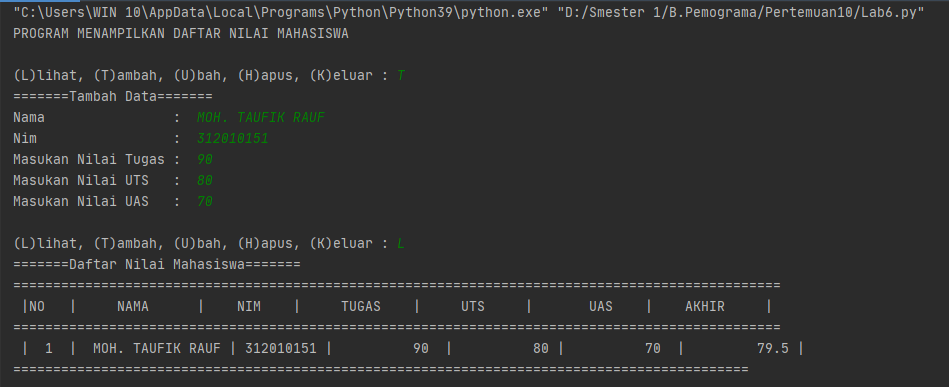 "C:\Users\WIN 10\AppData\Local\Programs\Python\Python39\python.exe" "D:/Smester 1/B.Pemograma/Pertemuan10/Lab6.py"
PROGRAM MENAMPILKAN DAFTAR NILAI MAHASISWA
(L)lihat, (T)ambah, (U)bah, (H)apus, (K)eluar : T
=======Tambah Data=======
Nama                :  MOH. TAUFIK RAUF
Nim                 :  312010151
Masukan Nilai Tugas :  90
Masukan Nilai UTS   :  80
Masukan Nilai UAS   :  70
(L)lihat, (T)ambah, (U)bah, (H)apus, (K)eluar : L
=======Daftar Nilai Mahasiswa=======
================================================================================================
 |NO   |     NAMA      |    NIM    |     TUGAS    |     UTS     |       UAS    |    AKHIR     |
================================================================================================
 |  1  |  MOH. TAUFIK RAUF | 312010151 |          90  |          80 |          70  |         79.5 |
============================================================================================